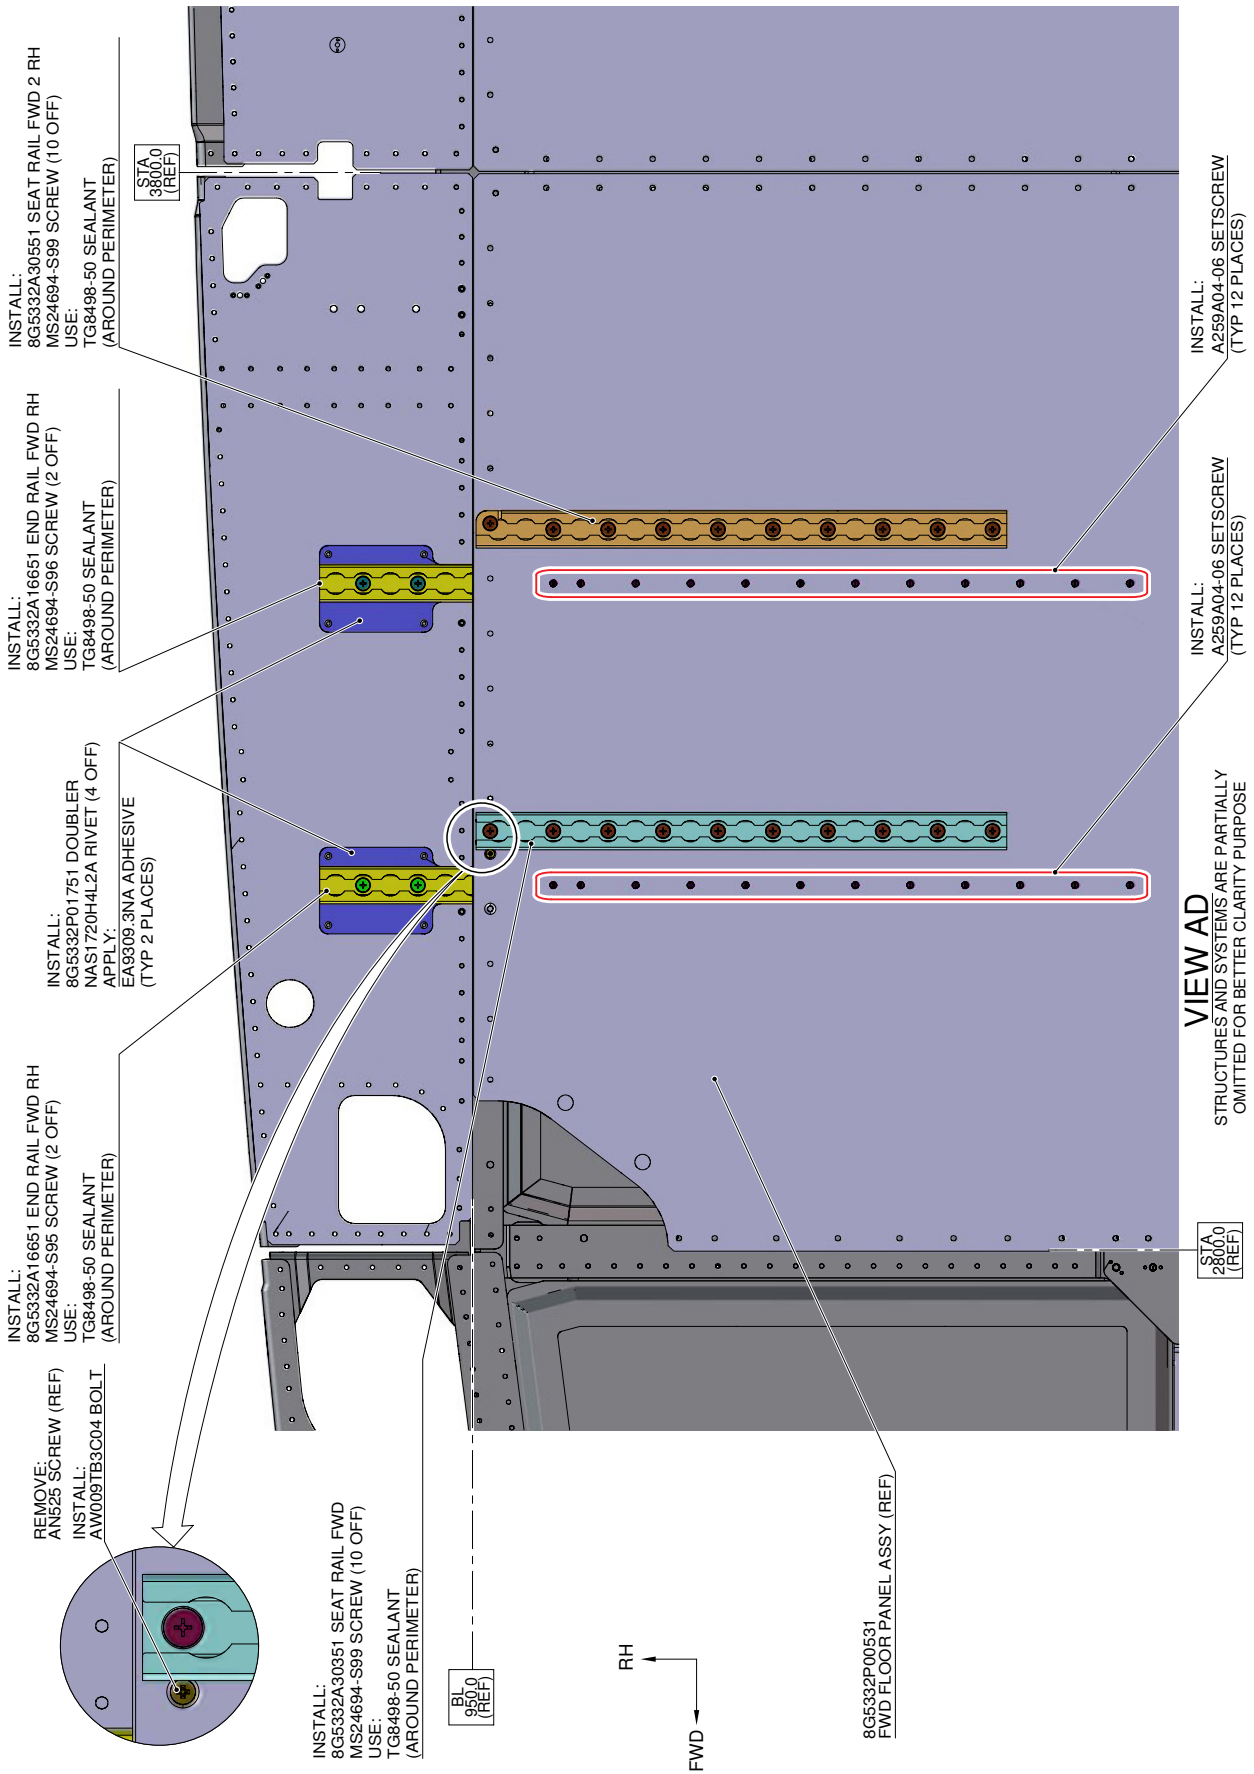 INSTALL:
8G5332A30551 SEAT RAIL FWD 2 RH
MS24694-S99 SCREW (10 OFF)
USE:
TG8498-50 SEALANT
(AROUND PERIMETER)
STA
3800.0
(REF)
INSTALL:
8G5332A16651 END RAIL FWD RH
MS24694-S96 SCREW (2 OFF)
USE:
TG8498-50 SEALANT
(AROUND PERIMETER)
INSTALL:
8G5332P01751 DOUBLER
NAS1720H4L2A RIVET (4 OFF)
APPLY:
EA9309.3NA ADHESIVE
(TYP 2 PLACES)
INSTALL:
8G5332A16651 END RAIL FWD RH
MS24694-S95 SCREW (2 OFF)
USE:
TG8498-50 SEALANT
(AROUND PERIMETER)
REMOVE:
AN525 SCREW (REF)
INSTALL:
AW009TB3C04 BOLT
INSTALL:
8G5332A30351 SEAT RAIL FWD
MS24694-S99 SCREW (10 OFF)
USE:
TG8498-50 SEALANT
(AROUND PERIMETER)
BL
950.0
(REF)
RH
FWD
8G5332P00531
FWD FLOOR PANEL ASSY (REF)
INSTALL:
A259A04-06 SETSCREW
(TYP 12 PLACES)
INSTALL:
A259A04-06 SETSCREW
(TYP 12 PLACES)
VIEW AD
STRUCTURES AND SYSTEMS ARE PARTIALLY
OMITTED FOR BETTER CLARITY PURPOSE
STA
2800.0
(REF)